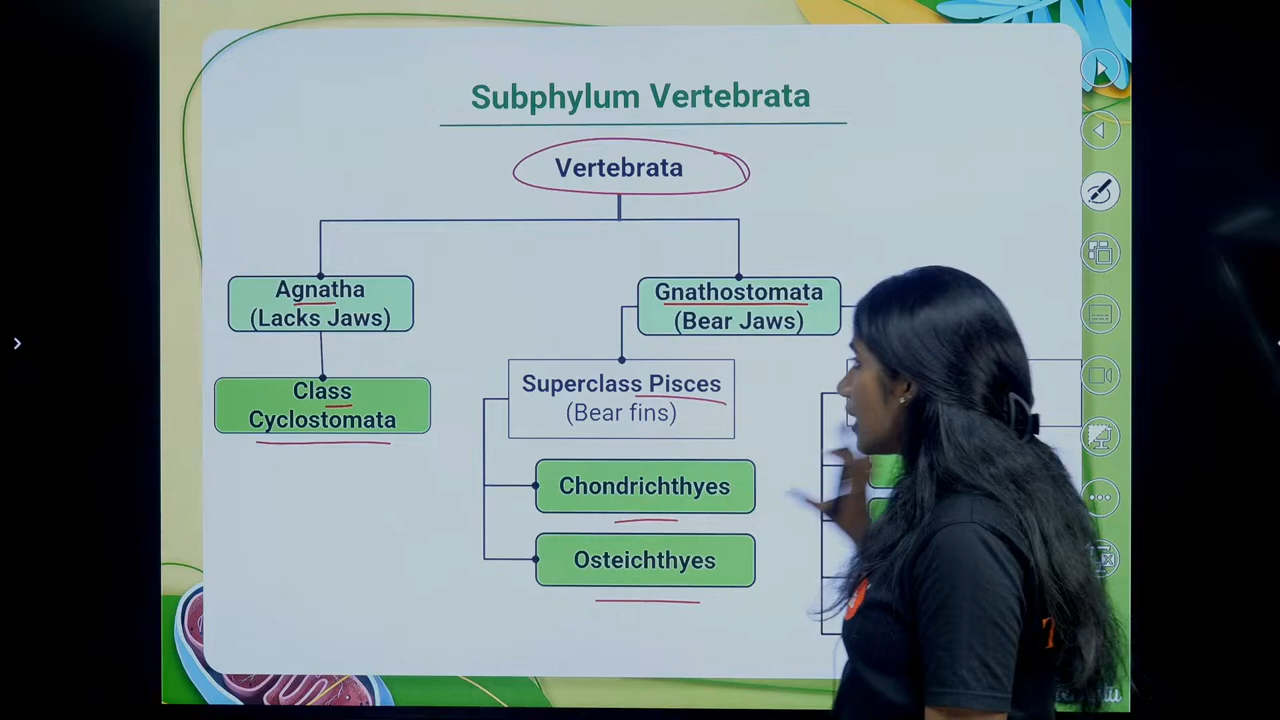 Subphylum Vertebrata
Vertebrata
Agnatha
(Lacks Jaws)
Gnathostomata
(Bear Jaws)
Class
Cyclostomata
Superclass Pisces
(Bear fins)
Chondrichthyes
Osteichthyes